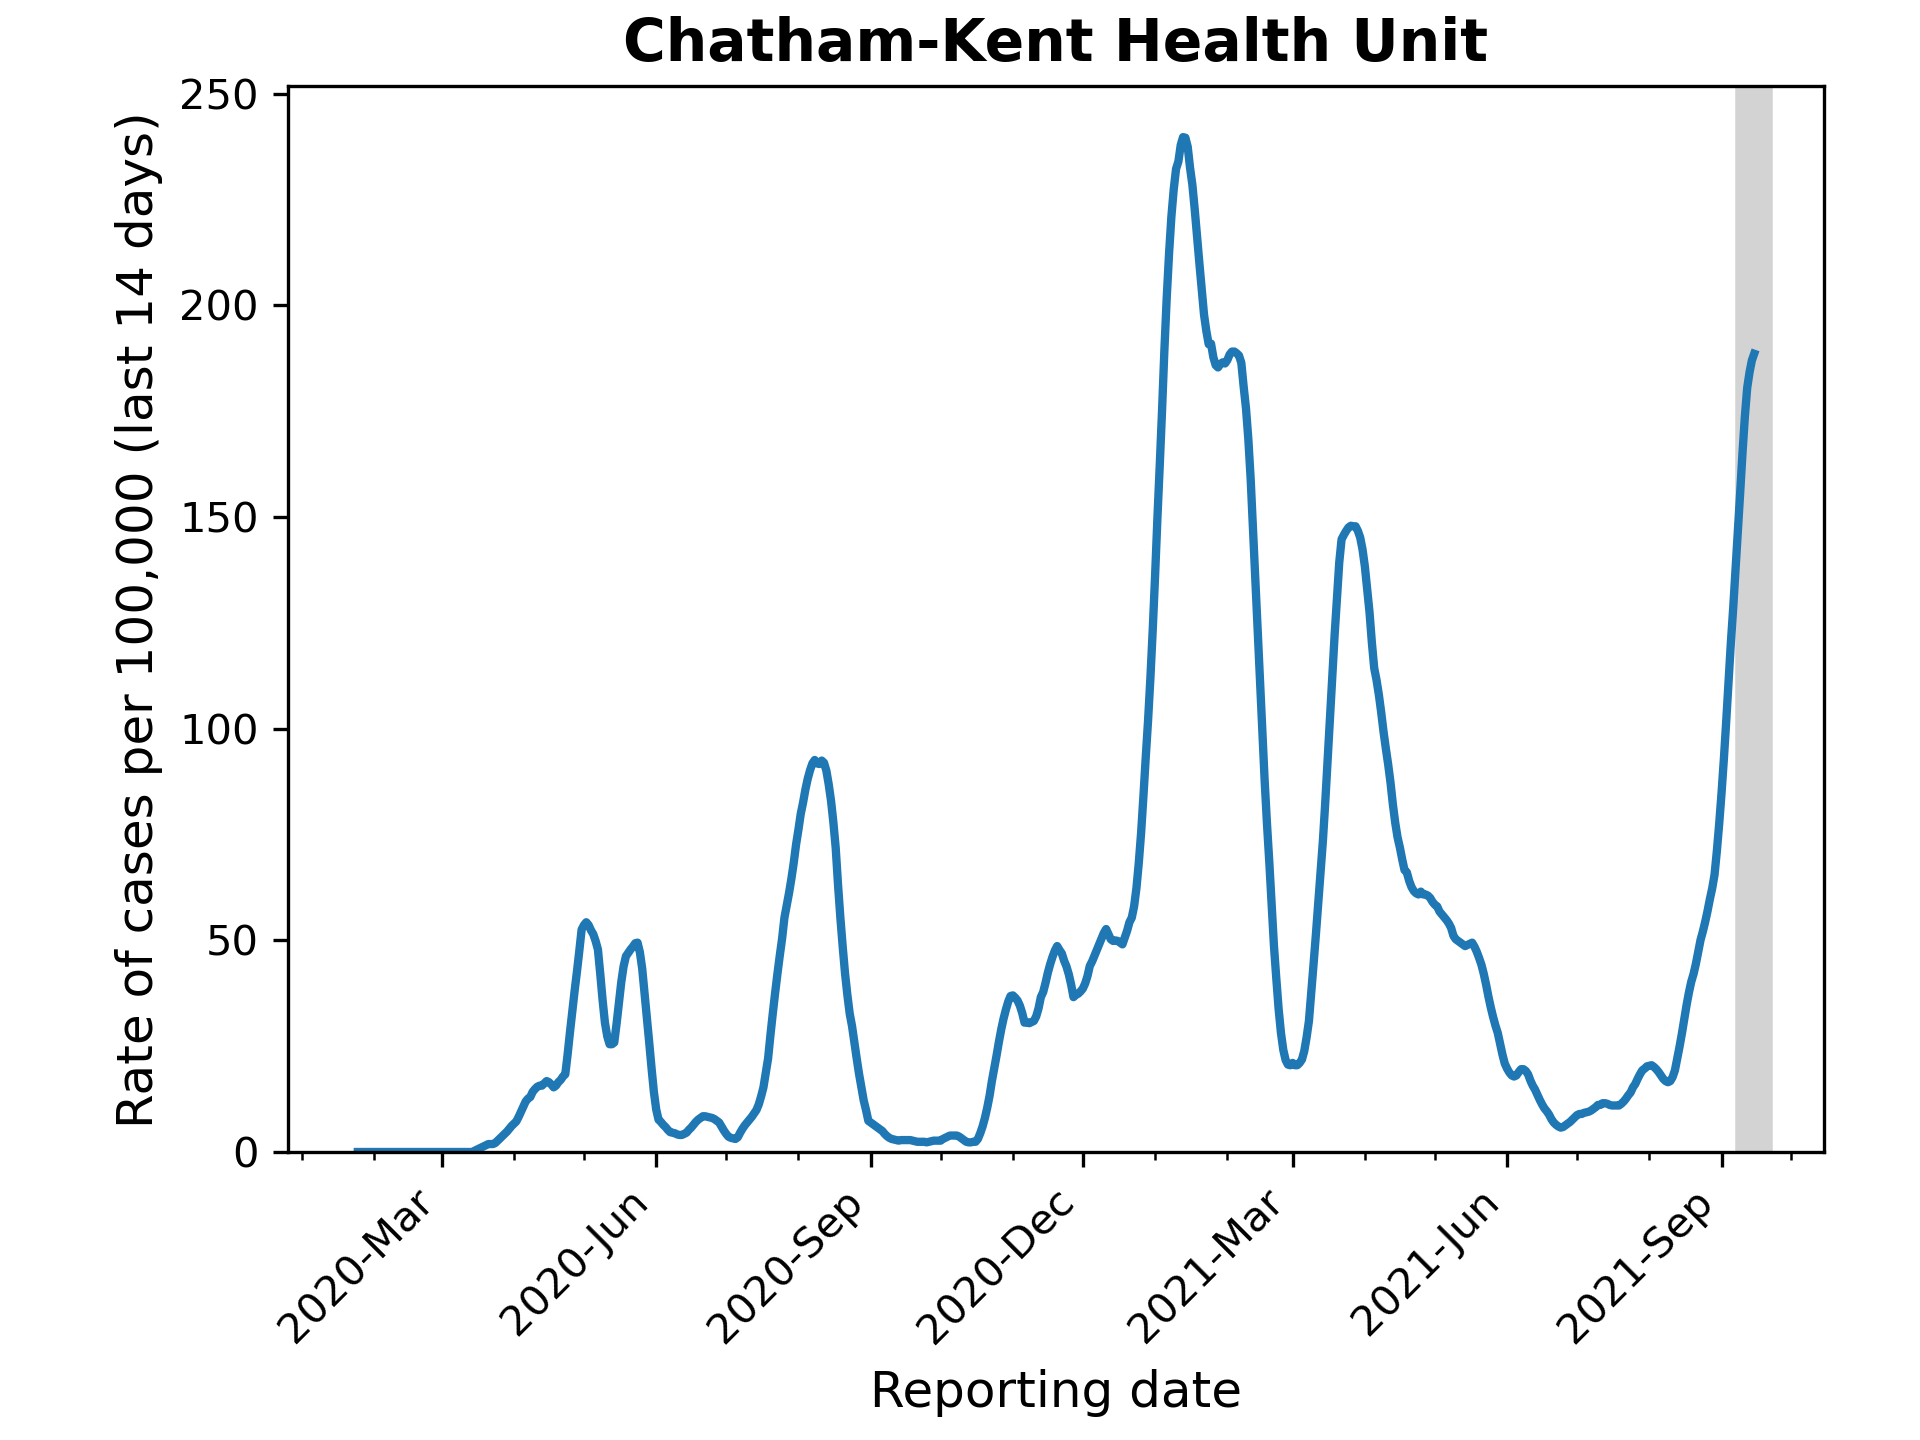 Chatham-Kent Health Unit
Rate of cases per 100,000 (last 14 days)
250
200
150
100
50
0
2020-Mar
2020-Jun
2020-Sep
2020-Dec
2021-Mar
2021-Jun
2021-Sep
Reporting date